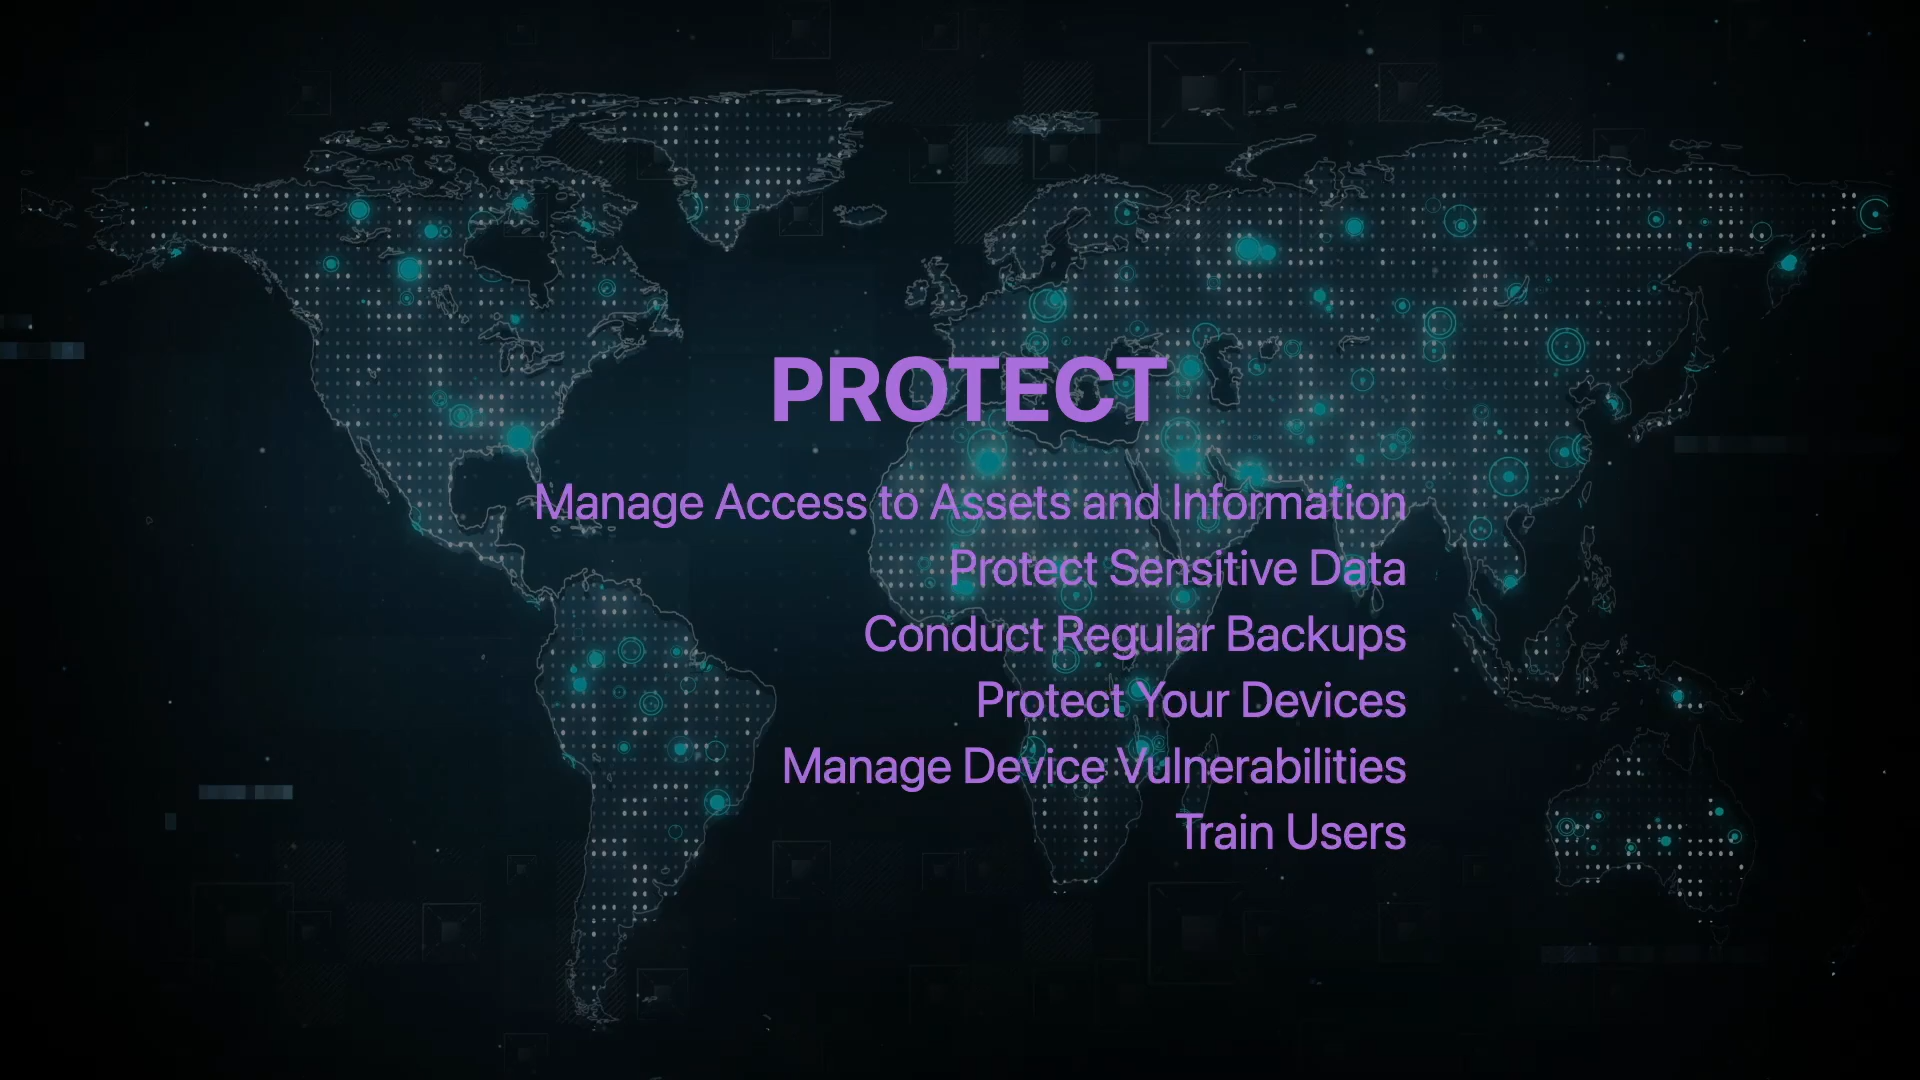 PROTECT
Manage Access to Assets and Information
Protect Sensitive Data
Conduct Regular Backups
Protect Your Devices
Manage Device Vulnerabilities
Train Users